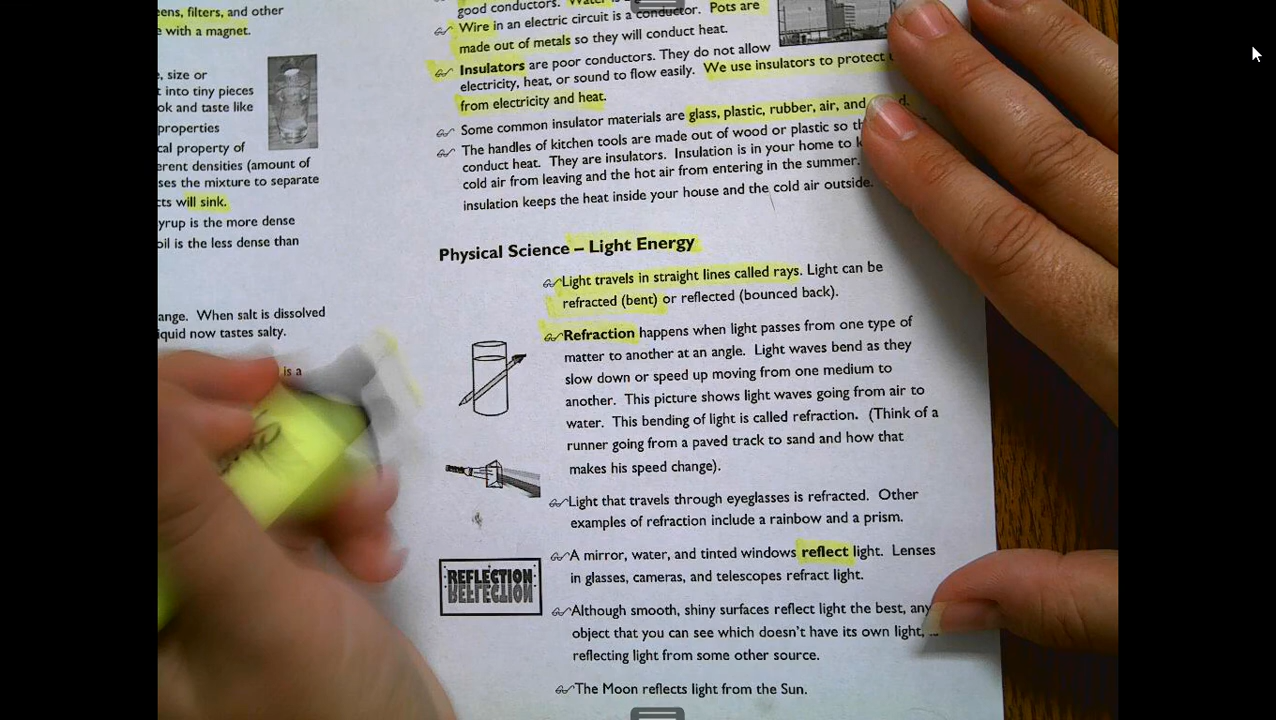 eens, filters, and other
e with a magnet.
e, size or
t into tiny pieces
ok and taste like
properties
cal property of
erent densities (amount of
ses the mixture to separate
cts will sink.
yrup is the more dense
oil is the less dense than
ange. When salt is dissolved
iquid now tastes salty.
is a
good conductors. Water is
Wire in an electric circuit is a conductor. Pots are
made out of metals so they will conduct heat.
Insulators are poor conductors. They do not allow
electricity, heat, or sound to flow easily. We use insulators to protect
from electricity and heat.
Some common insulator materials are glass, plastic, rubber, air, and
The handles of kitchen tools are made out of wood or plastic so
conduct heat. They are insulators. Insulation is in your home to
cold air from leaving and the hot air from entering in the summer.
insulation keeps the heat inside your house and the cold air outside.
Physical Science – Light Energy
Light travels in straight lines called rays. Light can be
refracted (bent) or reflected (bounced back).
Refraction happens when light passes from one type of
matter to another at an angle. Light waves bend as they
slow down or speed up moving from one medium to
another. This picture shows light waves going from air to
water. This bending of light is called refraction. (Think of a
runner going from a paved track to sand and how that
makes his speed change).
Light that travels through eyeglasses is refracted. Other
examples of refraction include a rainbow and a prism.
A mirror, water, and tinted windows reflect light. Lenses
in glasses, cameras, and telescopes refract light.
REFLECTION
Although smooth, shiny surfaces reflect light the best, any
object that you can see which doesn't have its own light,
reflecting light from some other source.
The Moon reflects light from the Sun.